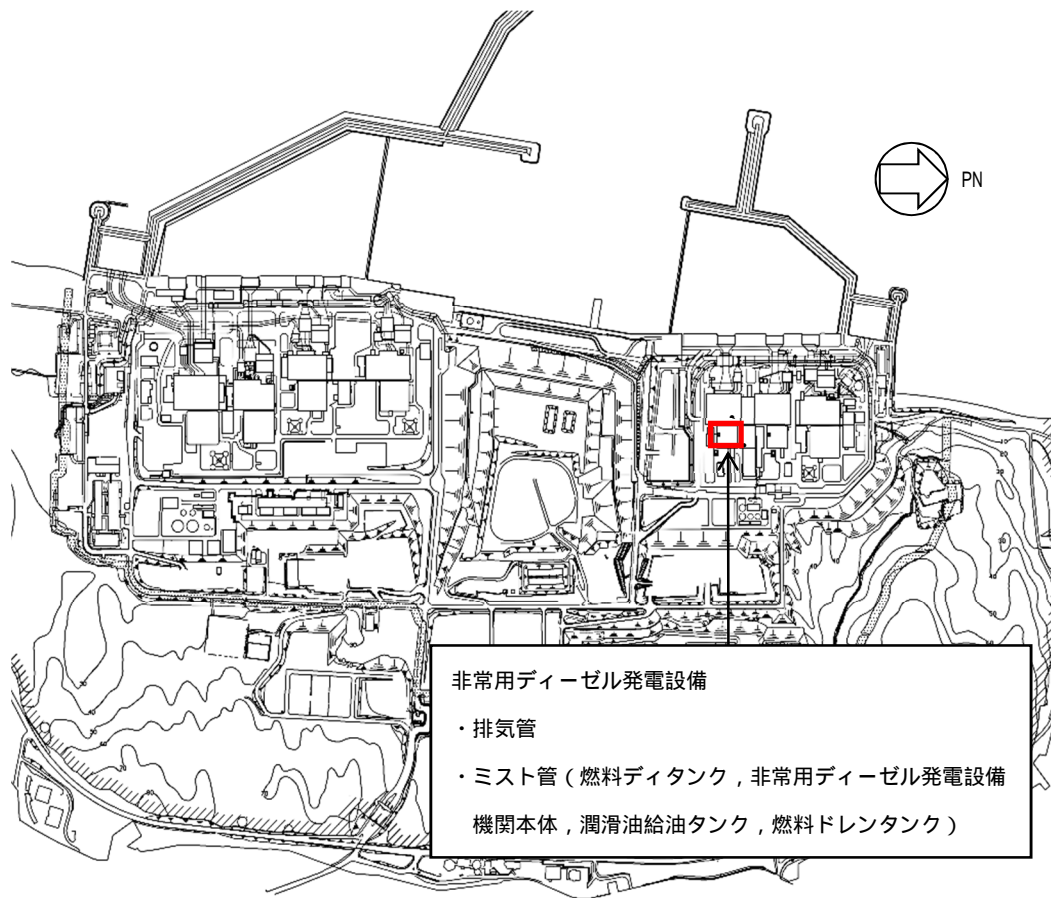 PN
非常用ディーゼル発電設備
・排気管
・ミスト管（燃料ディタンク，非常用ディーゼル発電設備
機関本体，潤滑油給油タンク，燃料ドレンタンク）